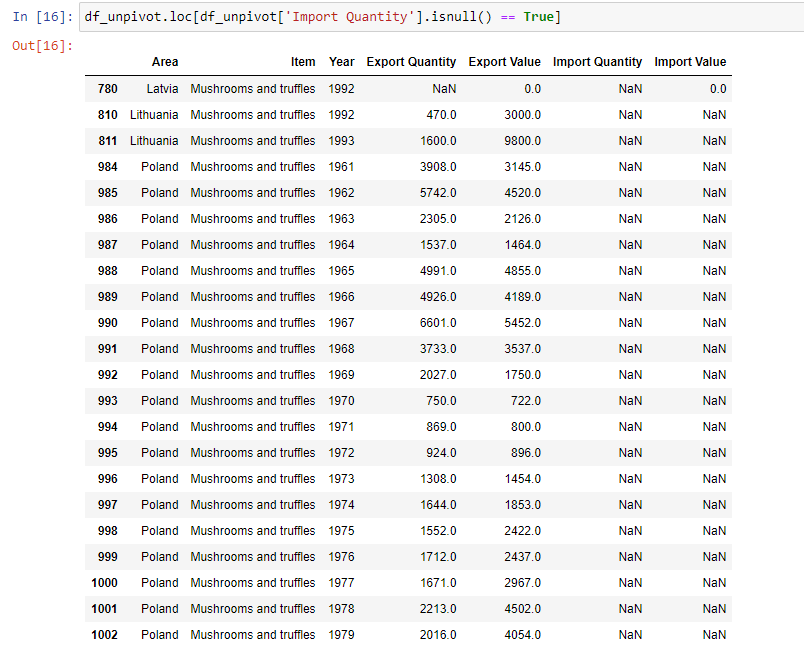 In [16]: df_unpivot.loc[df_unpivot['Import Quantity'].isnull() == True]
Out[16]:
Area Item Year Export Quantity Export Value Import Quantity Import Value
780 Latvia Mushrooms and truffles 1992 NaN 0.0 NaN 0.0
810 Lithuania Mushrooms and truffles 1992 470.0 3000.0 NaN NaN
811 Lithuania Mushrooms and truffles 1993 1600.0 9800.0 NaN NaN
984 Poland Mushrooms and truffles 1961 3908.0 3145.0 NaN NaN
985 Poland Mushrooms and truffles 1962 5742.0 4520.0 NaN NaN
986 Poland Mushrooms and truffles 1963 2305.0 2126.0 NaN NaN
987 Poland Mushrooms and truffles 1964 1537.0 1464.0 NaN NaN
988 Poland Mushrooms and truffles 1965 4991.0 4855.0 NaN NaN
989 Poland Mushrooms and truffles 1966 4926.0 4189.0 NaN NaN
990 Poland Mushrooms and truffles 1967 6601.0 5452.0 NaN NaN
991 Poland Mushrooms and truffles 1968 3733.0 3537.0 NaN NaN
992 Poland Mushrooms and truffles 1969 2027.0 1750.0 NaN NaN
993 Poland Mushrooms and truffles 1970 750.0 722.0 NaN NaN
994 Poland Mushrooms and truffles 1971 869.0 800.0 NaN NaN
995 Poland Mushrooms and truffles 1972 924.0 896.0 NaN NaN
996 Poland Mushrooms and truffles 1973 1308.0 1454.0 NaN NaN
997 Poland Mushrooms and truffles 1974 1644.0 1853.0 NaN NaN
998 Poland Mushrooms and truffles 1975 1552.0 2422.0 NaN NaN
999 Poland Mushrooms and truffles 1976 1712.0 2437.0 NaN NaN
1000 Poland Mushrooms and truffles 1977 1671.0 2967.0 NaN NaN
1001 Poland Mushrooms and truffles 1978 2213.0 4502.0 NaN NaN
1002 Poland Mushrooms and truffles 1979 2016.0 4054.0 NaN NaN